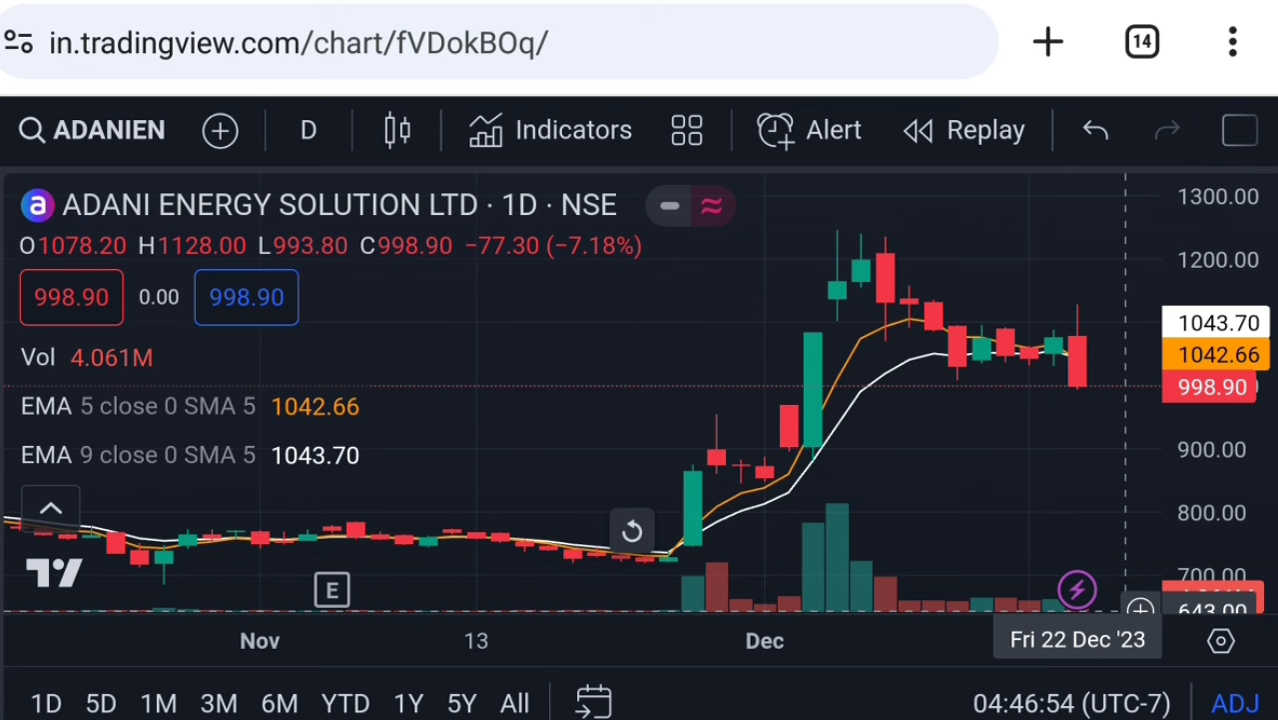 in.tradingview.com/chart/fVDokBOq/ 14
ADANIEN D Indicators Alert Replay
ADANI ENERGY SOLUTION LTD · 1D · NSE
O1078.20 H1128.00 L993.80 C998.90 −77.30 (−7.18%)
998.90 0.00 998.90
Vol 4.061M
EMA 5 close 0 SMA 5 1042.66
EMA 9 close 0 SMA 5 1043.70
1300.00
1200.00
1043.70
1042.66
998.90
900.00
800.00
700.00
643.00
E
Nov 13 Dec Fri 22 Dec '23
1D 5D 1M 3M 6M YTD 1Y 5Y All 04:46:54 (UTC-7) ADJ